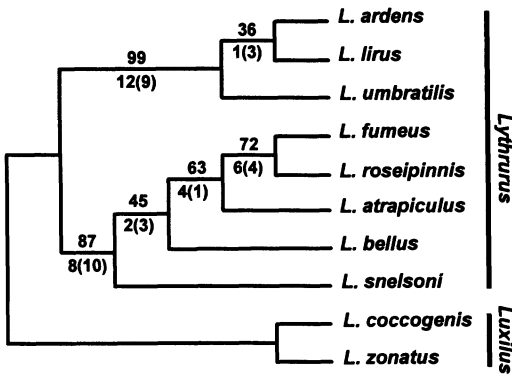 36
L. ardens
1(3)
99
L. lirus
12(9)
L. umbratilis
L. fumeus
72
6(4)
L. roseipinnis
63
4(1)
L. atrapiculus
45
2(3)
L. bellus
87
8(10)
L. snelsoni
Lythrurus
L. coccogenis
L. zonatus
Luxilus